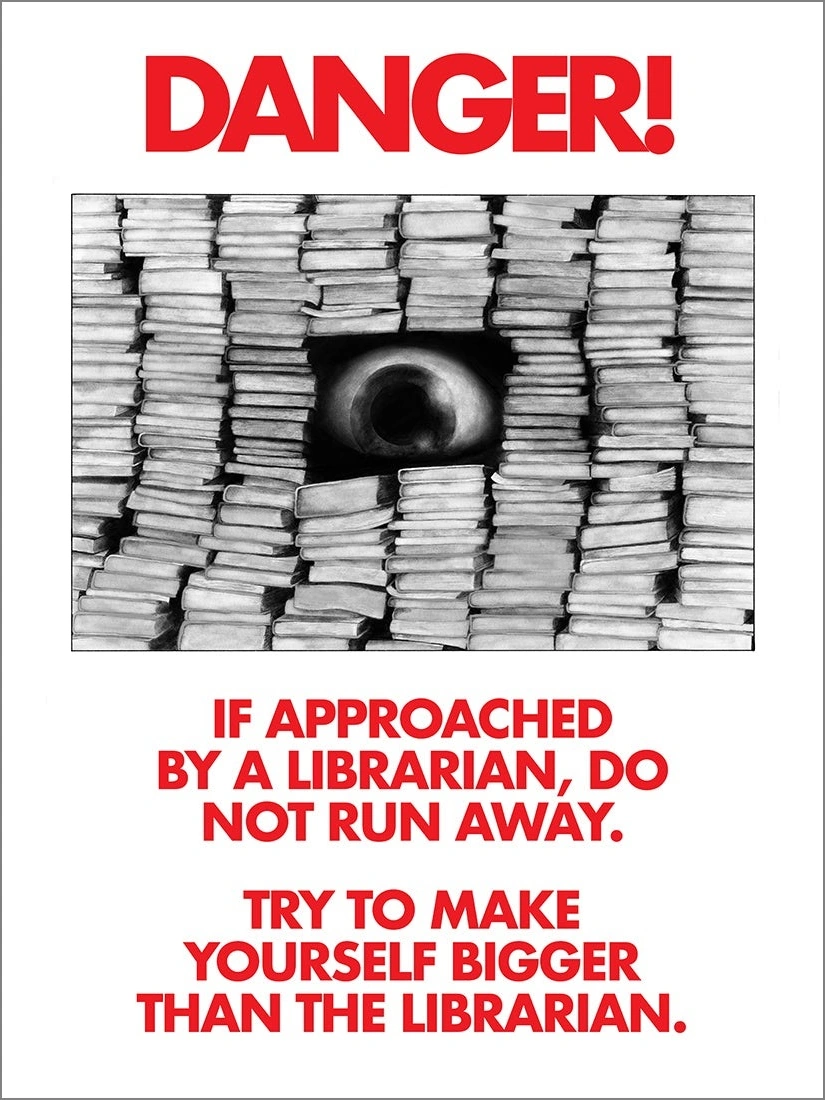 DANGER!
IF APPROACHED
BY A LIBRARIAN, DO
NOT RUN AWAY.
TRY TO MAKE
YOURSELF BIGGER
THAN THE LIBRARIAN.